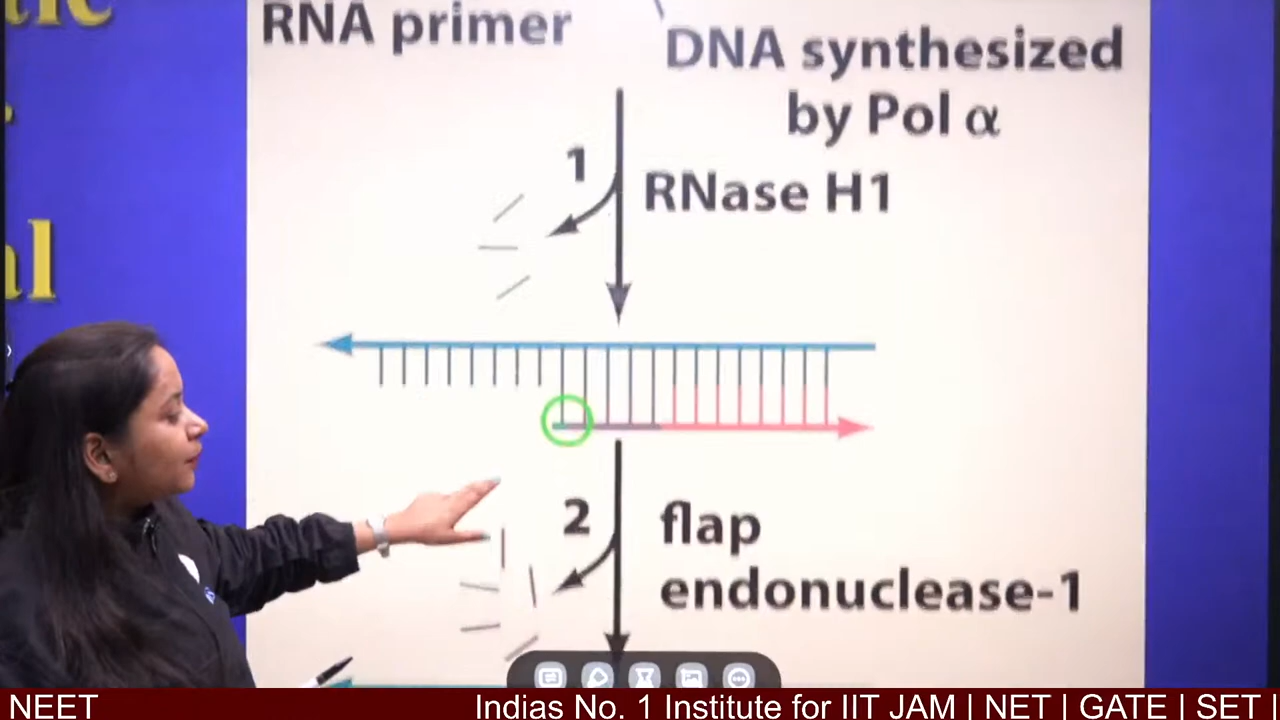 RNA primer
DNA synthesized
by Pol α
1
RNase H1
2
flap
endonuclease-1
NEET
Indias No. 1 Institute for IIT JAM | NET | GATE | SET |